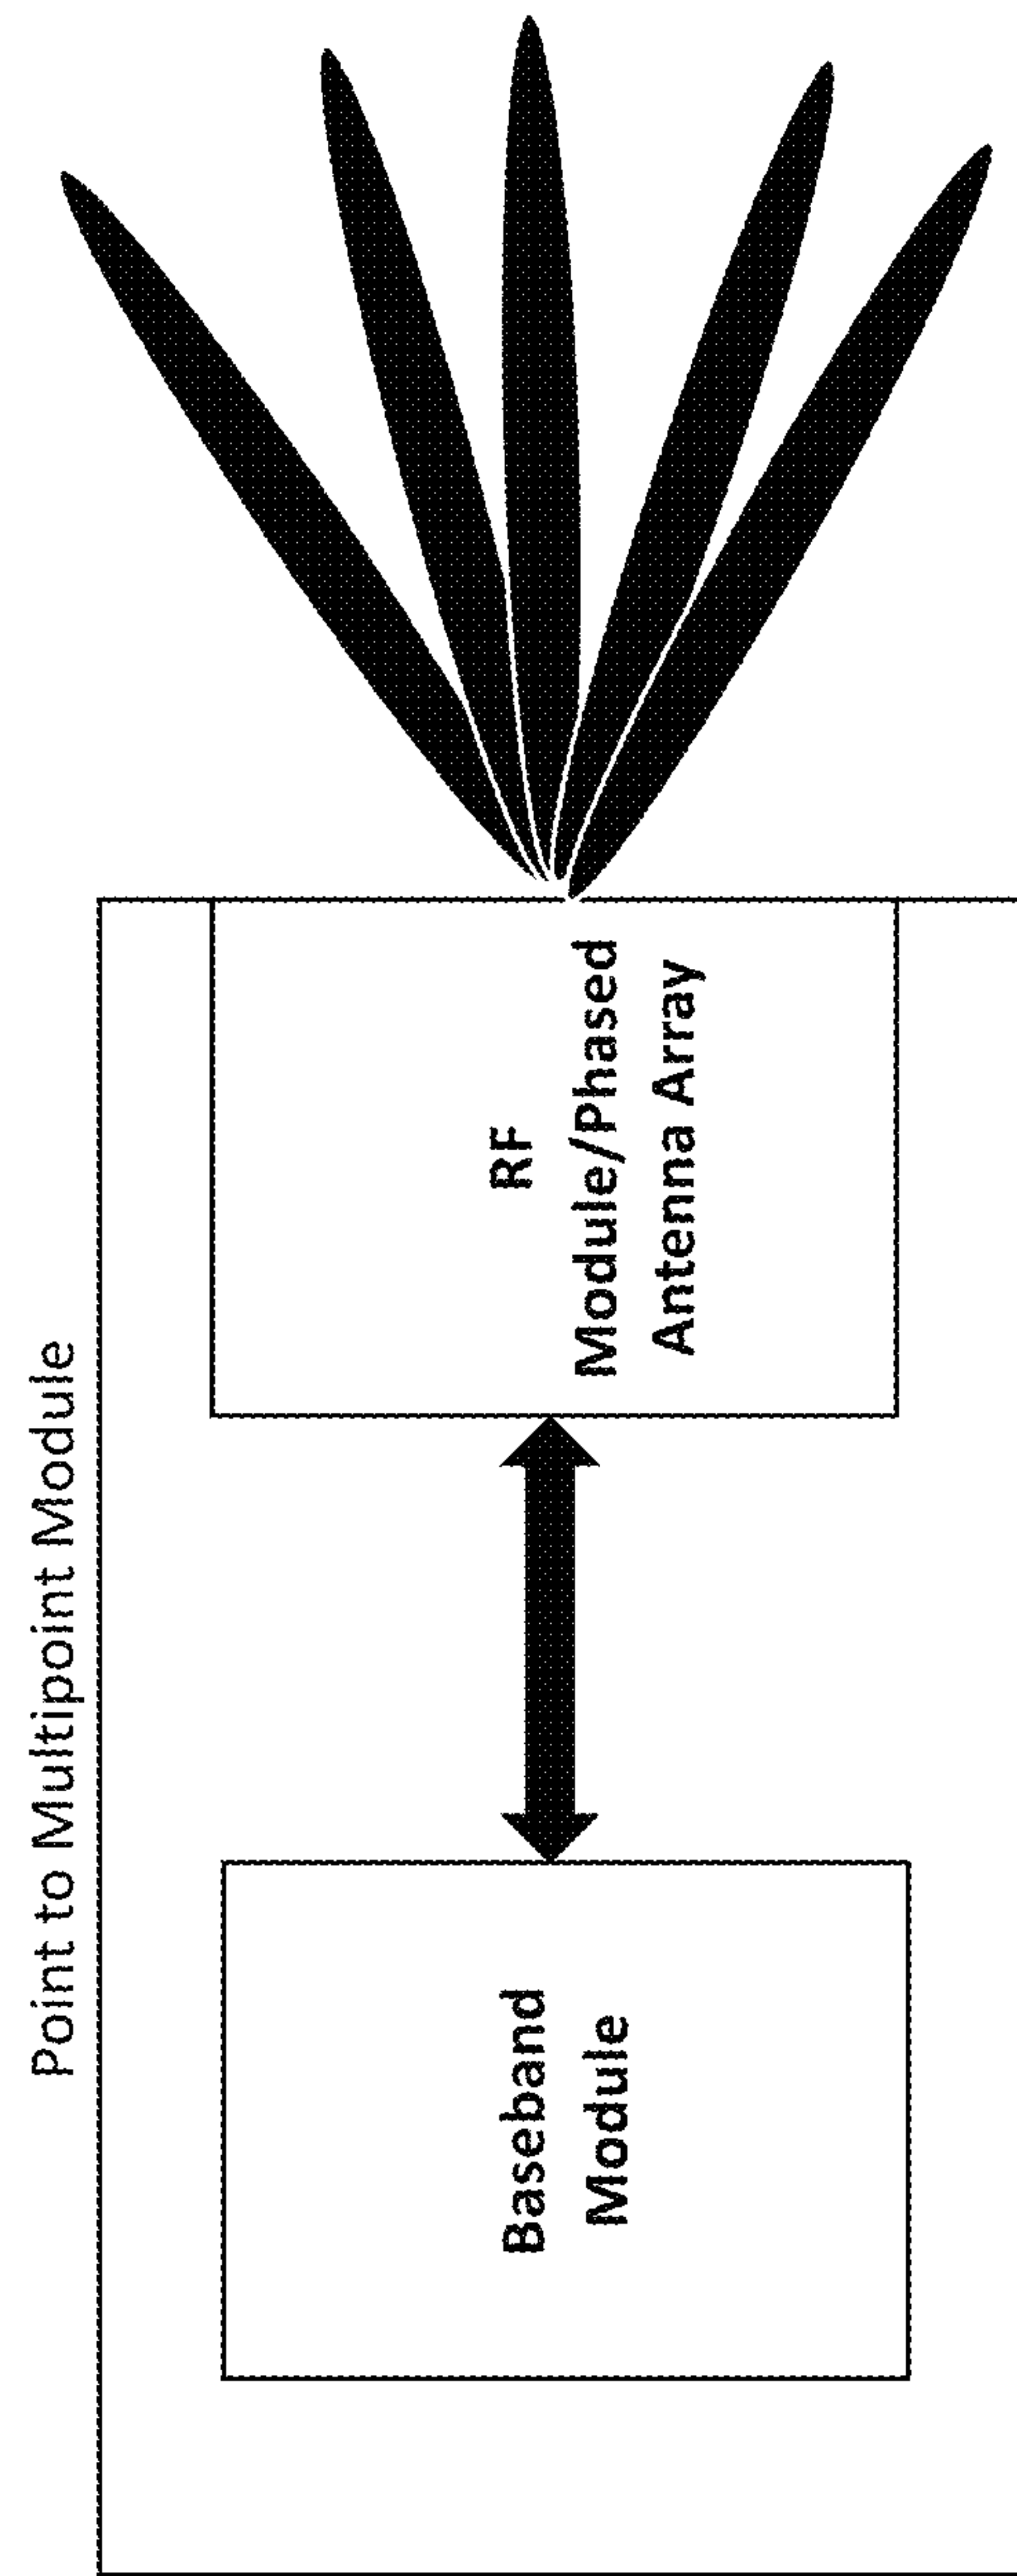 Point to Multipoint Module
Baseband
Module
RF
Module/Phased
Antenna Array